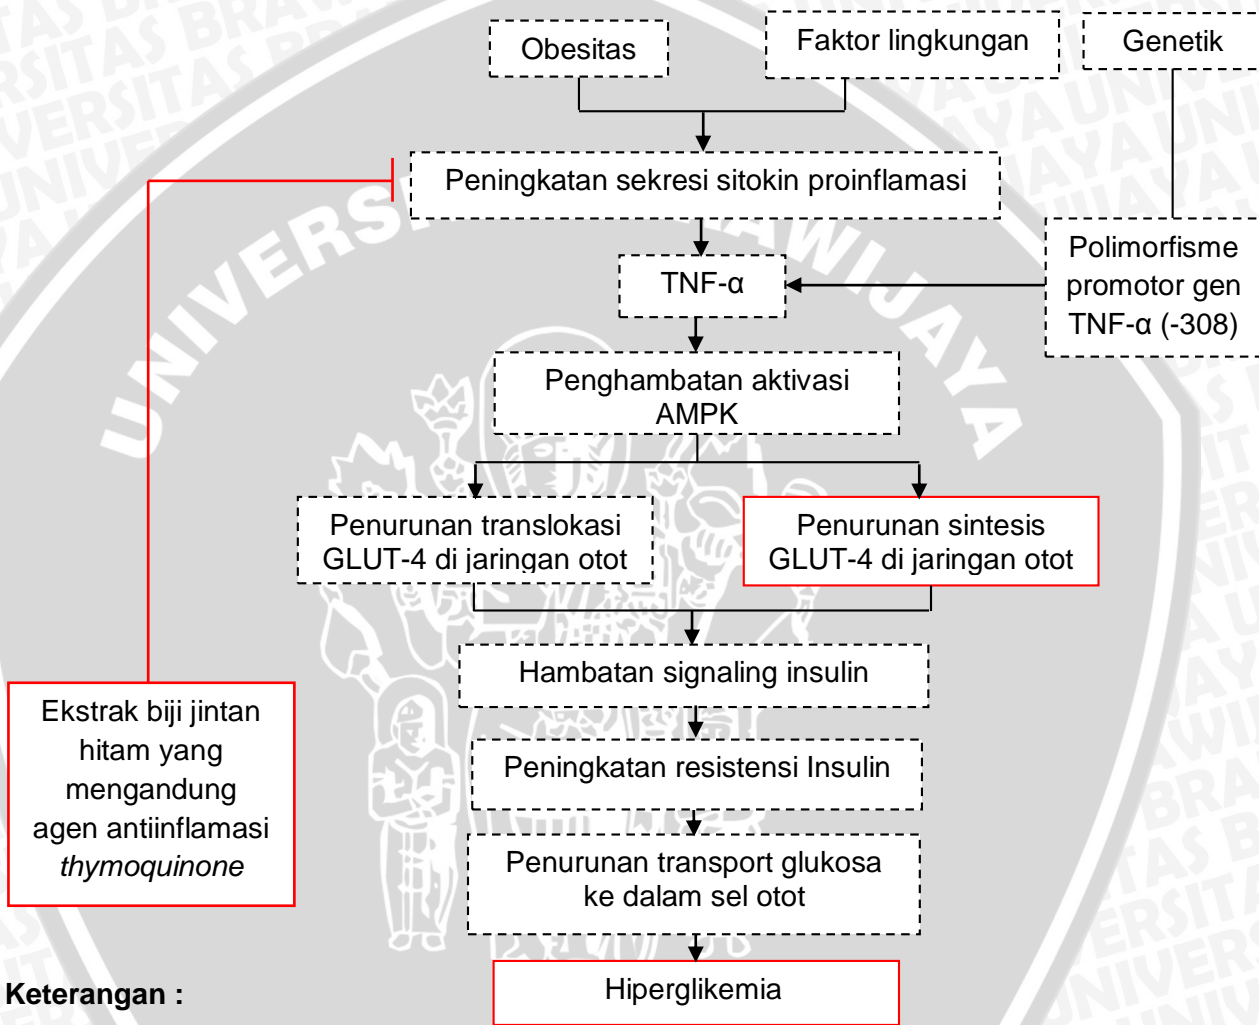 Obesitas
Faktor lingkungan
Genetik
Peningkatan sekresi sitokin proinflamasi
TNF-α
Polimorfisme
promotor gen
TNF-α (-308)
Penghambatan aktivasi
AMPK
Penurunan translokasi
GLUT-4 di jaringan otot
Penurunan sintesis
GLUT-4 di jaringan otot
Hambatan signaling insulin
Ekstrak biji jintan
hitam yang
mengandung
agen antiinflamasi
thymoquinone
Peningkatan resistensi Insulin
Penurunan transport glukosa
ke dalam sel otot
Hiperglikemia
Keterangan :